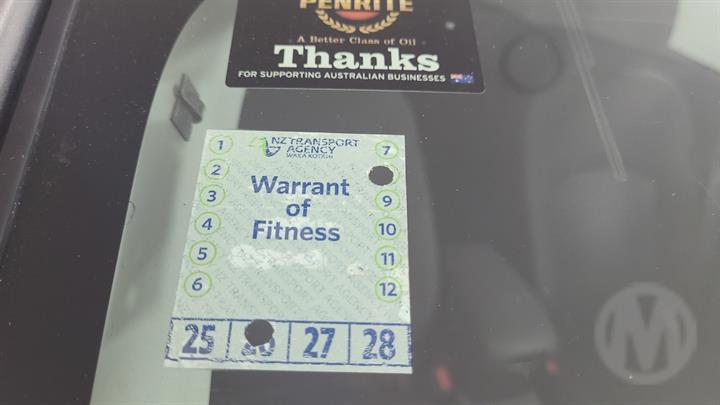 PENRITE
A Better Class of Oil
Thanks
FOR SUPPORTING AUSTRALIAN BUSINESSES
NZ TRANSPORT
AGENCY
WAKA KOTAHI
Warrant
of
Fitness
1
2
3
4
5
6
7
9
10
11
12
25 27 28
M